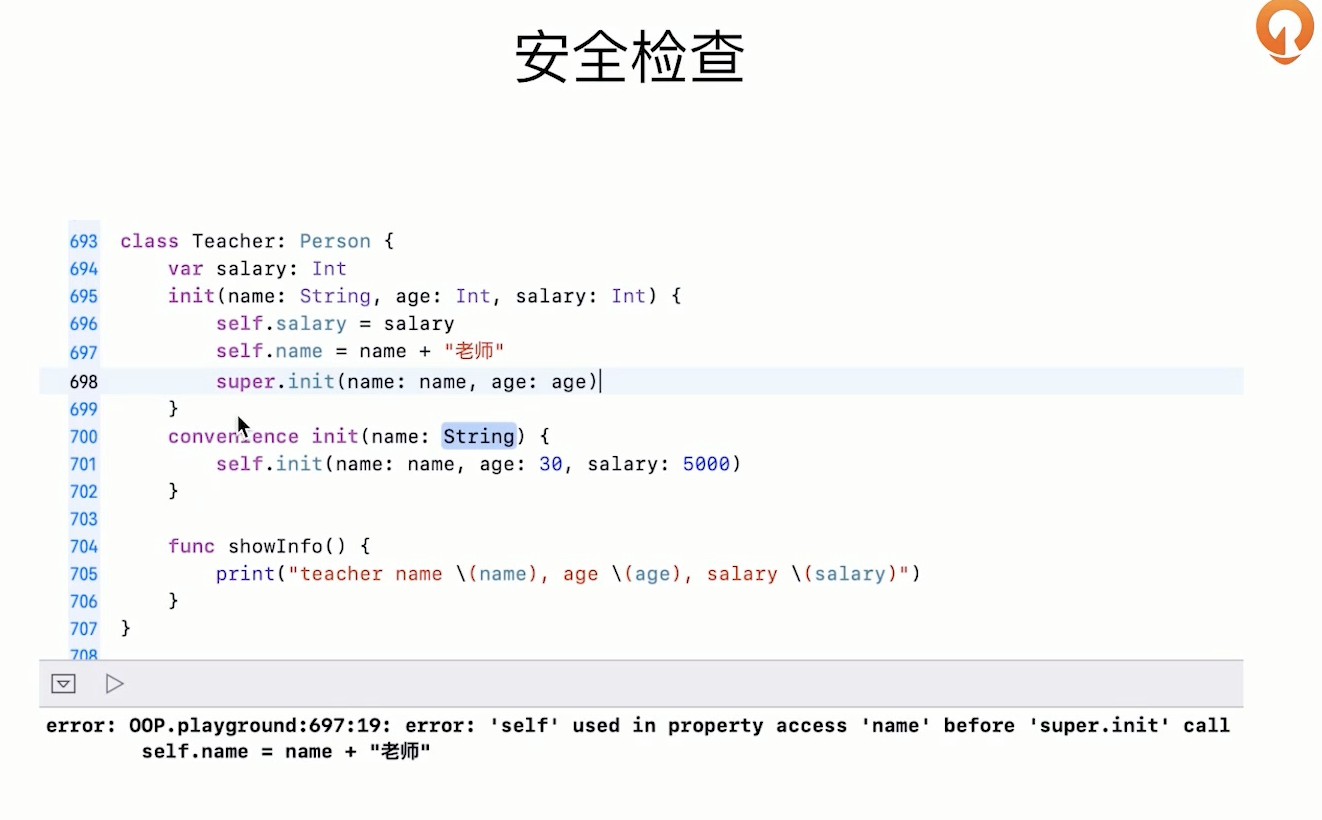 安全检查
693 class Teacher: Person {
694 var salary: Int
695 init(name: String, age: Int, salary: Int) {
696 self.salary = salary
697 self.name = name + "老师"
698 super.init(name: name, age: age)
699 }
700 convenience init(name: String) {
701 self.init(name: name, age: 30, salary: 5000)
702 }
703
704 func showInfo() {
705 print("teacher name \(name), age \(age), salary \(salary)")
706 }
707 }
708
error: OOP.playground:697:19: error: 'self' used in property access 'name' before 'super.init' call
self.name = name + "老师"